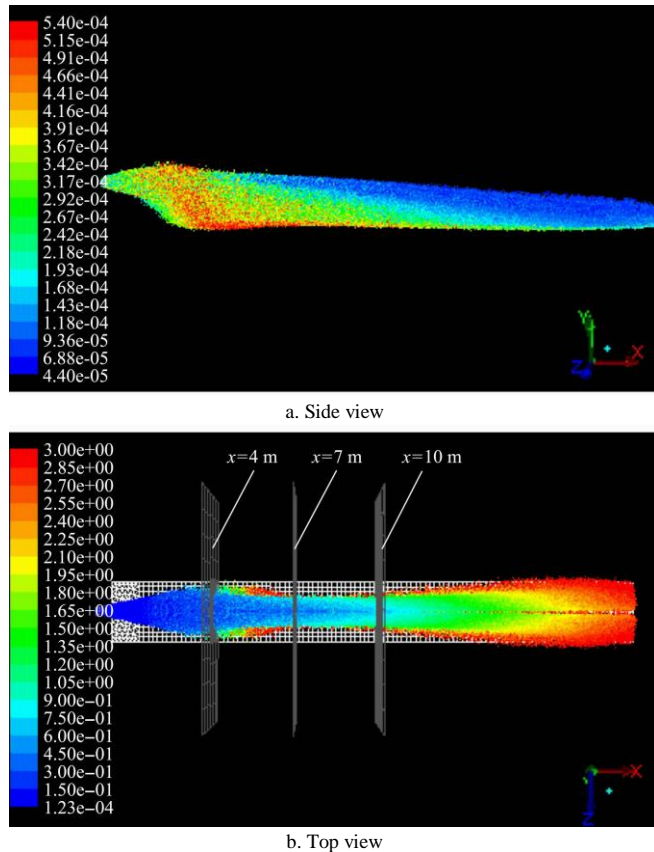 5.40e-04
5.15e-04
4.91e-04
4.66e-04
4.41e-04
4.16e-04
3.91e-04
3.67e-04
3.42e-04
3.17e-04
2.92e-04
2.67e-04
2.42e-04
2.18e-04
1.93e-04
1.68e-04
1.43e-04
1.18e-04
9.36e-05
6.88e-05
4.40e-05
Y
Z
X
a. Side view
3.00e+00
2.85e+00
2.70e+00
2.55e+00
2.40e+00
2.25e+00
2.10e+00
1.95e+00
1.80e+00
1.65e+00
1.50e+00
1.35e+00
1.20e+00
1.05e+00
9.00e−01
7.50e−01
6.00e−01
4.50e−01
3.00e−01
1.50e−01
1.23e−04
x=4 m
x=7 m
x=10 m
X
Z
b. Top view